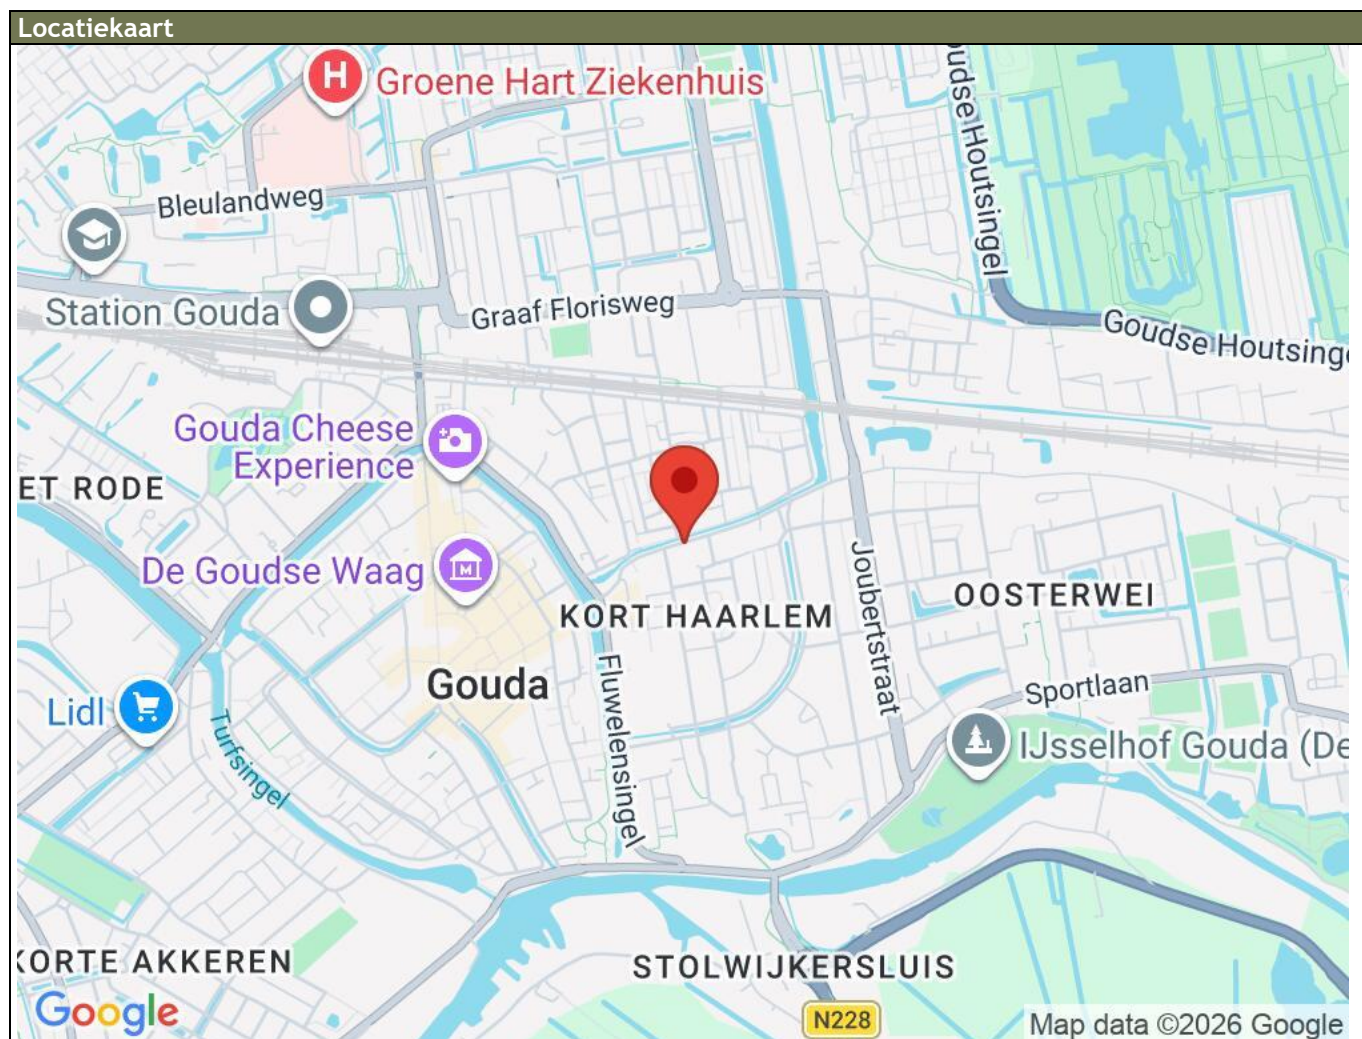 Locatiekaart
Groene Hart Ziekenhuis
oudse Houtsingel
Bleulandweg
Station Gouda
Graaf Florisweg
Goudse Houtsinge
Gouda Cheese
Experience
ET RODE
De Goudse Waag
KORT HAARLEM
Joubertstraat
OOSTERWEI
Gouda
Fluwelensingel
Sportlaan
Lidl
Turfsingel
IJsselhof Gouda (De
KORTE AKKEREN
STOLWIJKERSLUIS
Google
N228
Map data ©2026 Google